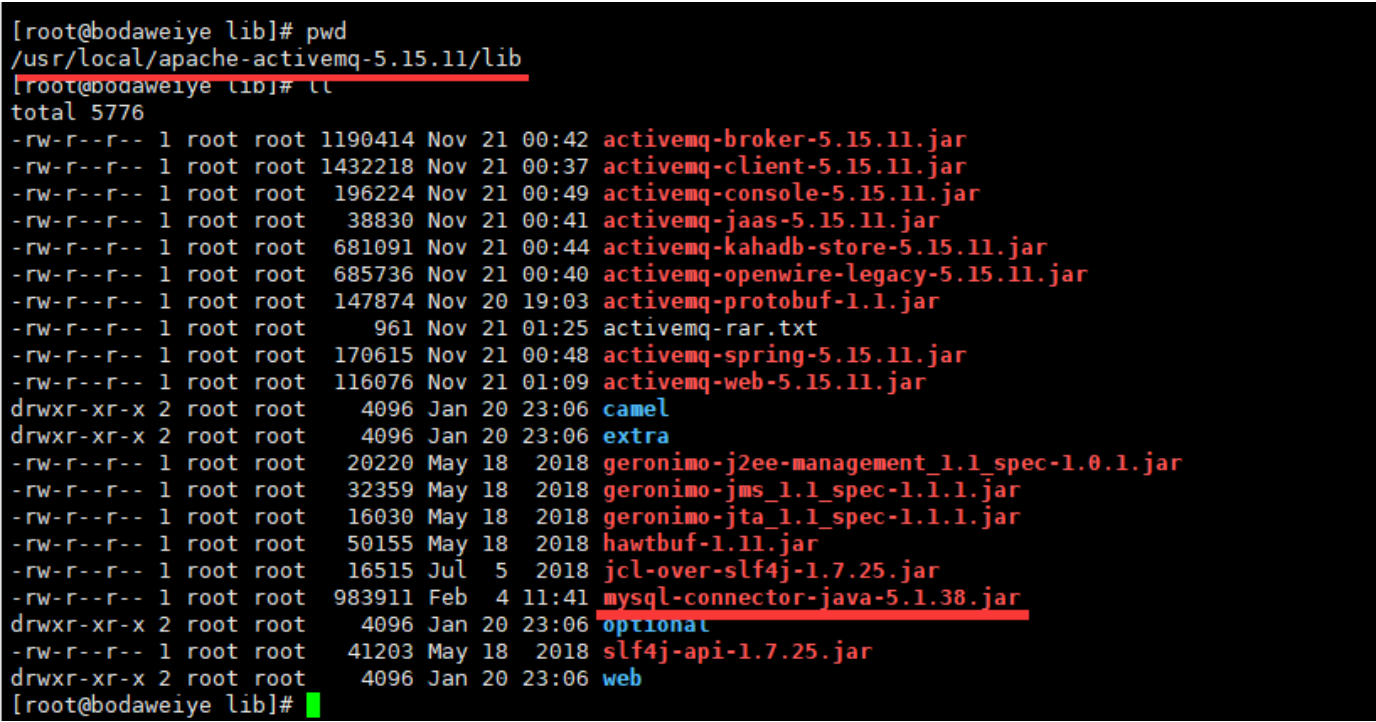 [root@bodaweiye lib]# pwd
/usr/local/apache-activemq-5.15.11/lib
[root@bodaweiye lib]# ll
total 5776
-rw-r--r-- 1 root root 1190414 Nov 21 00:42 activemq-broker-5.15.11.jar
-rw-r--r-- 1 root root 1432218 Nov 21 00:37 activemq-client-5.15.11.jar
-rw-r--r-- 1 root root  196224 Nov 21 00:49 activemq-console-5.15.11.jar
-rw-r--r-- 1 root root   38830 Nov 21 00:41 activemq-jaas-5.15.11.jar
-rw-r--r-- 1 root root  681091 Nov 21 00:44 activemq-kahadb-store-5.15.11.jar
-rw-r--r-- 1 root root  685736 Nov 21 00:40 activemq-openwire-legacy-5.15.11.jar
-rw-r--r-- 1 root root  147874 Nov 20 19:03 activemq-protobuf-1.1.jar
-rw-r--r-- 1 root root     961 Nov 21 01:25 activemq-rar.txt
-rw-r--r-- 1 root root  170615 Nov 21 00:48 activemq-spring-5.15.11.jar
-rw-r--r-- 1 root root  116076 Nov 21 01:09 activemq-web-5.15.11.jar
drwxr-xr-x 2 root root    4096 Jan 20 23:06 camel
drwxr-xr-x 2 root root    4096 Jan 20 23:06 extra
-rw-r--r-- 1 root root   20220 May 18  2018 geronimo-j2ee-management_1.1_spec-1.0.1.jar
-rw-r--r-- 1 root root   32359 May 18  2018 geronimo-jms_1.1_spec-1.1.1.jar
-rw-r--r-- 1 root root   16030 May 18  2018 geronimo-jta_1.1_spec-1.1.1.jar
-rw-r--r-- 1 root root   50155 May 18  2018 hawtbuf-1.11.jar
-rw-r--r-- 1 root root   16515 Jul  5  2018 jcl-over-slf4j-1.7.25.jar
-rw-r--r-- 1 root root  983911 Feb  4 11:41 mysql-connector-java-5.1.38.jar
drwxr-xr-x 2 root root    4096 Jan 20 23:06 optional
-rw-r--r-- 1 root root   41203 May 18  2018 slf4j-api-1.7.25.jar
drwxr-xr-x 2 root root    4096 Jan 20 23:06 web
[root@bodaweiye lib]#